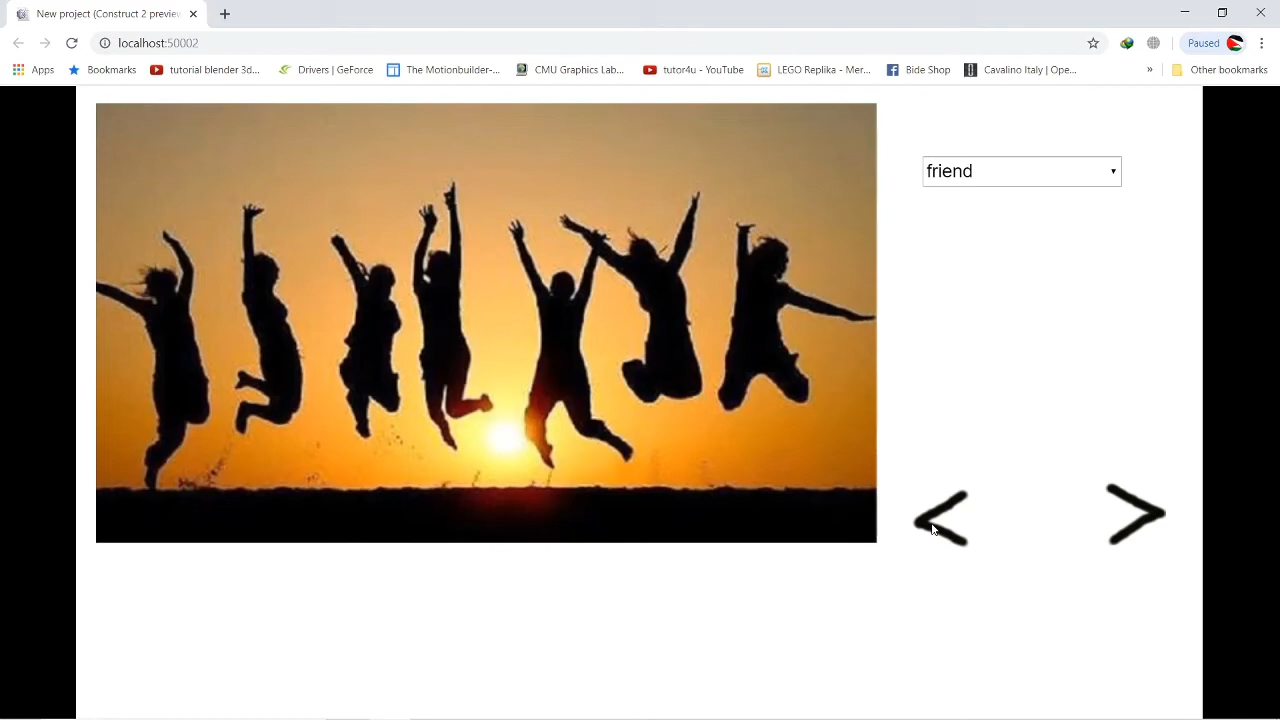 New project (Construct 2 preview
localhost:50002
Paused
Apps
Bookmarks
tutorial blender 3d...
Drivers | GeForce
The Motionbuilder-...
CMU Graphics Lab...
tutor4u - YouTube
LEGO Replika - Mer...
Bide Shop
Cavalino Italy | Ope...
»
Other bookmarks
friend
< >